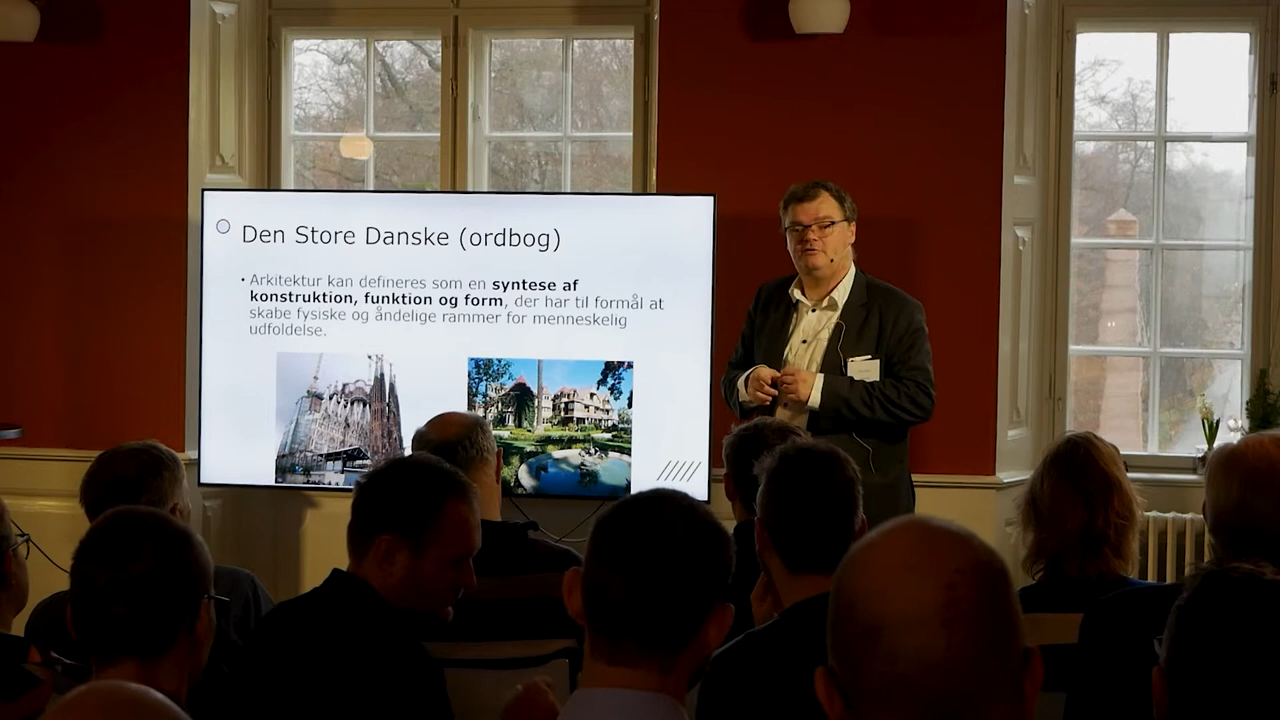 Den Store Danske (ordbog)
• Arkitektur kan defineres som en syntese af
konstruktion, funktion og form, der har til formål at
skabe fysiske og åndelige rammer for menneskelig
udfoldelse.